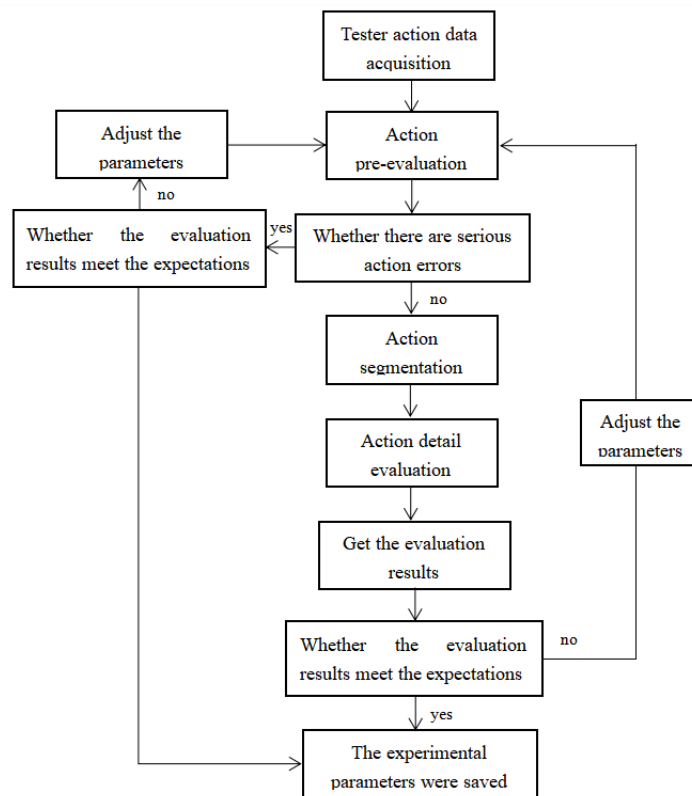 Tester action data
acquisition
Adjust the
parameters
Action
pre-evaluation
no
yes
Whether the evaluation
results meet the expectations
Whether there are serious
action errors
no
Action
segmentation
Adjust the
parameters
Action detail
evaluation
Get the evaluation
results
Whether the evaluation
results meet the expectations
no
yes
The experimental
parameters were saved